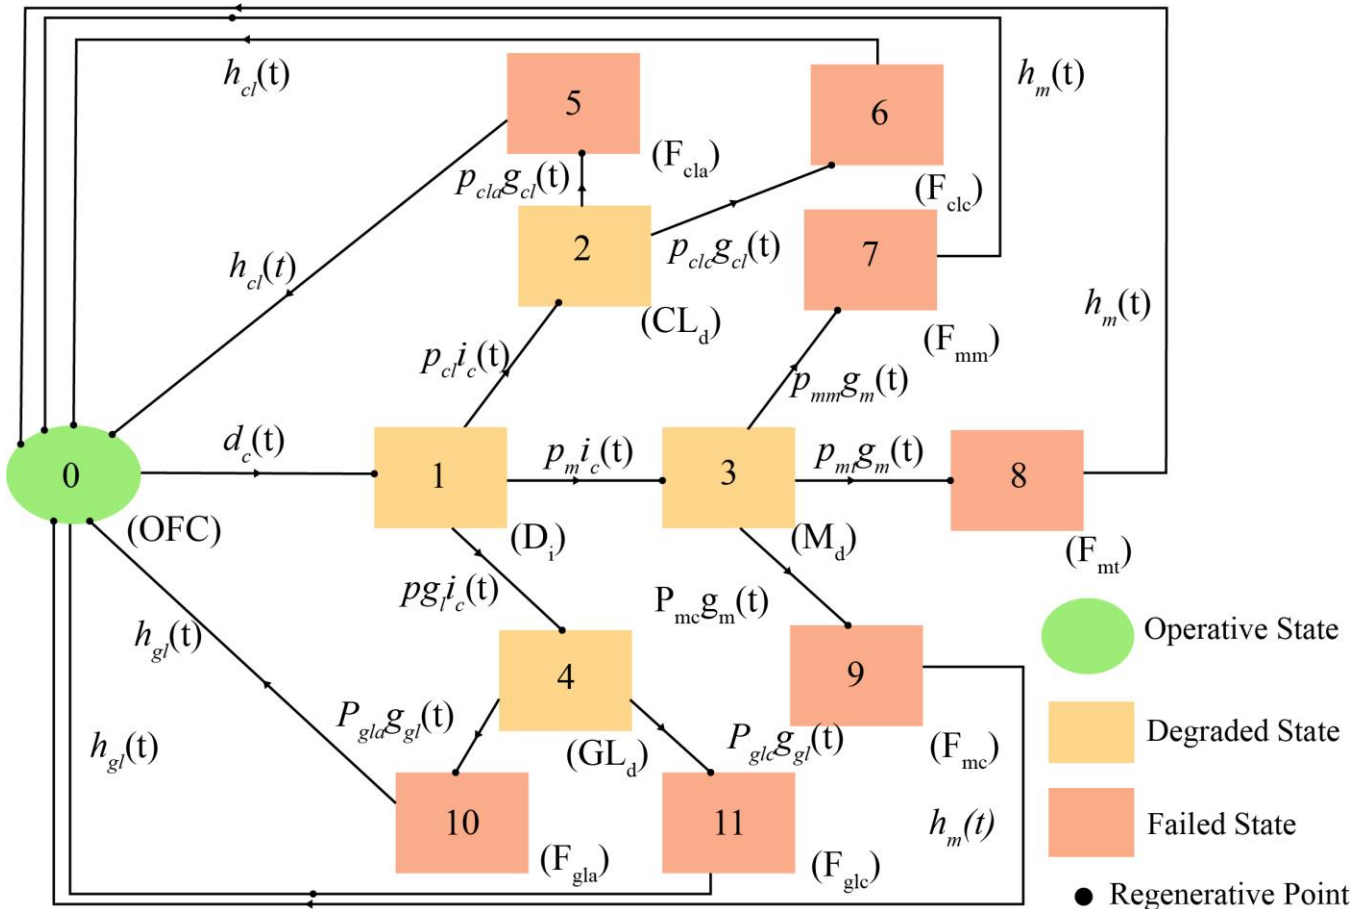 h_cl(t)
h_m(t)
5
6
(F_cla)
p_cla g_cl(t)
(F_clc)
2
p_clc g_cl(t)
7
h_cl(t)
h_m(t)
(CL_d)
(F_mm)
p_cl i_c(t)
p_mm g_m(t)
d_c(t)
p_m i_c(t)
p_mt g_m(t)
0
1
3
8
(OFC)
(D_i)
(M_d)
(F_mt)
pg_l i_c(t)
P_mc g_m(t)
Operative State
h_gl(t)
4
9
P_gla g_gl(t)
P_glc g_gl(t)
Degraded State
h_gl(t)
(GL_d)
(F_mc)
10
11
h_m(t)
Failed State
(F_gla)
(F_glc)
Regenerative Point